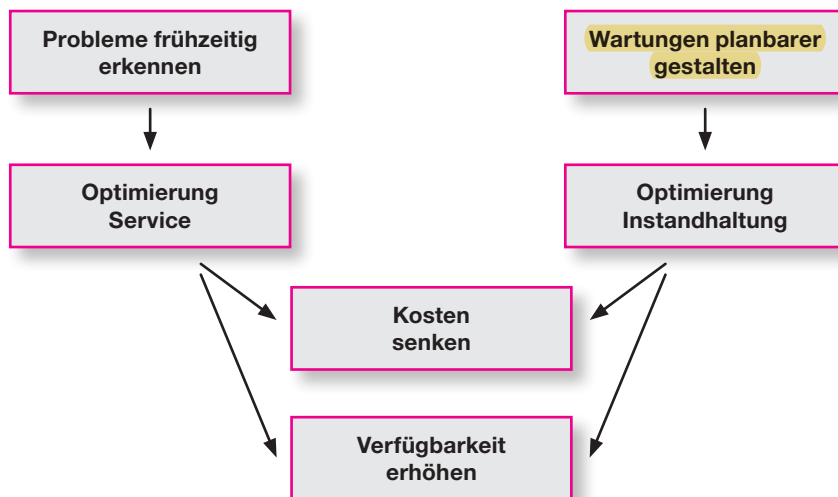 Probleme frühzeitig
erkennen
Wartungen planbarer
gestalten
Optimierung
Service
Optimierung
Instandhaltung
Kosten
senken
Verfügbarkeit
erhöhen